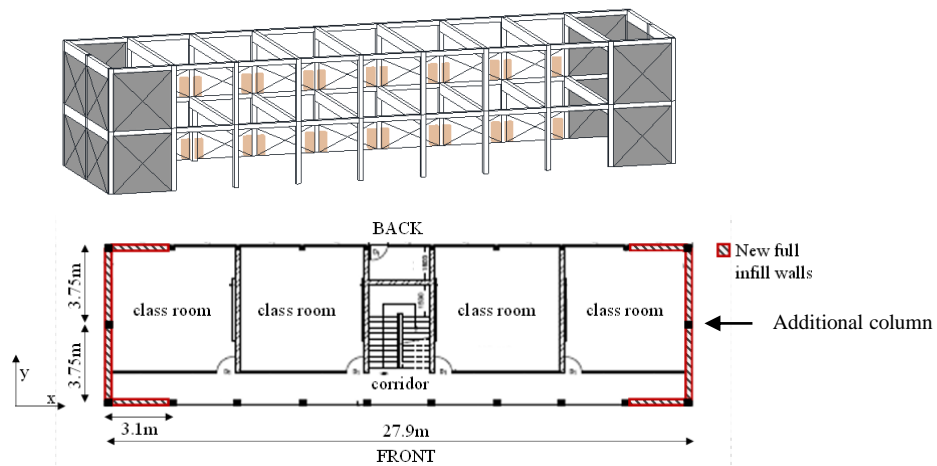 BACK
New full
infill walls
3.75m
class room
class room
class room
class room
Additional column
3.75m
corridor
y
x
3.1m
27.9m
FRONT